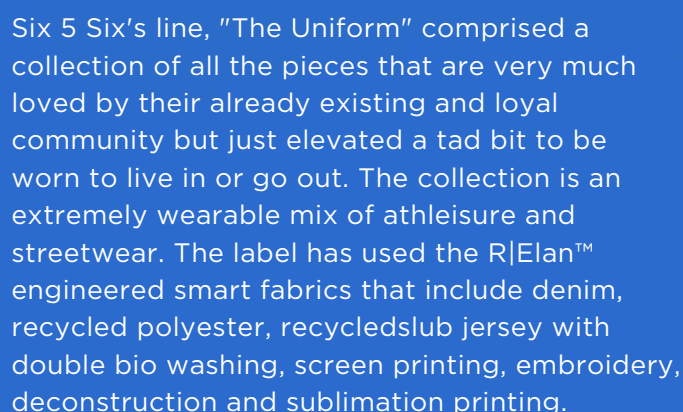 Six 5 Six's line, "The Uniform" comprised a
collection of all the pieces that are very much
loved by their already existing and loyal
community but just elevated a tad bit to be
worn to live in or go out. The collection is an
extremely wearable mix of athleisure and
streetwear. The label has used the R|Elan™
engineered smart fabrics that include denim,
recycled polyester, recycledslub jersey with
double bio washing, screen printing, embroidery,
deconstruction and sublimation printing.